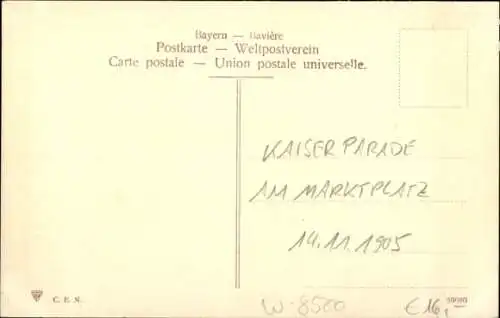 Bayern — Bavière
Postkarte — Weltpostverein
Carte postale — Union postale universelle.
KAISER PARADE
AM MARKTPLATZ
14.11.1905
C. E. N.
W-8500 €16,-